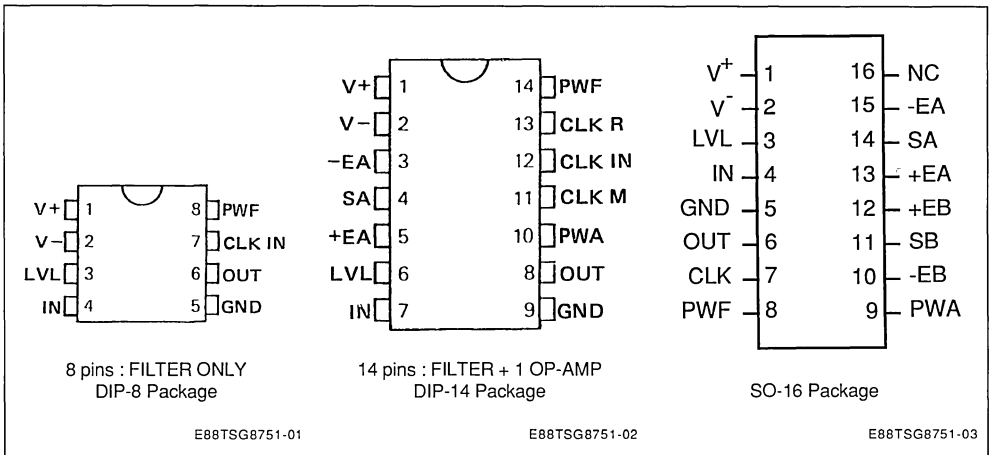 V+ 1 8 PWF
V- 2 7 CLK IN
LVL 3 6 OUT
IN 4 5 GND
8 pins : FILTER ONLY
DIP-8 Package
E88TSG8751-01
V+ 1 14 PWF
V- 2 13 CLK R
-EA 3 12 CLK IN
SA 4 11 CLK M
+EA 5 10 PWA
LVL 6 8 OUT
IN 7 9 GND
14 pins : FILTER + 1 OP-AMP
DIP-14 Package
E88TSG8751-02
V+ 1 16 NC
V- 2 15 -EA
LVL 3 14 SA
IN 4 13 +EA
GND 5 12 +EB
OUT 6 11 SB
CLK 7 10 -EB
PWF 8 9 PWA
SO-16 Package
E88TSG8751-03